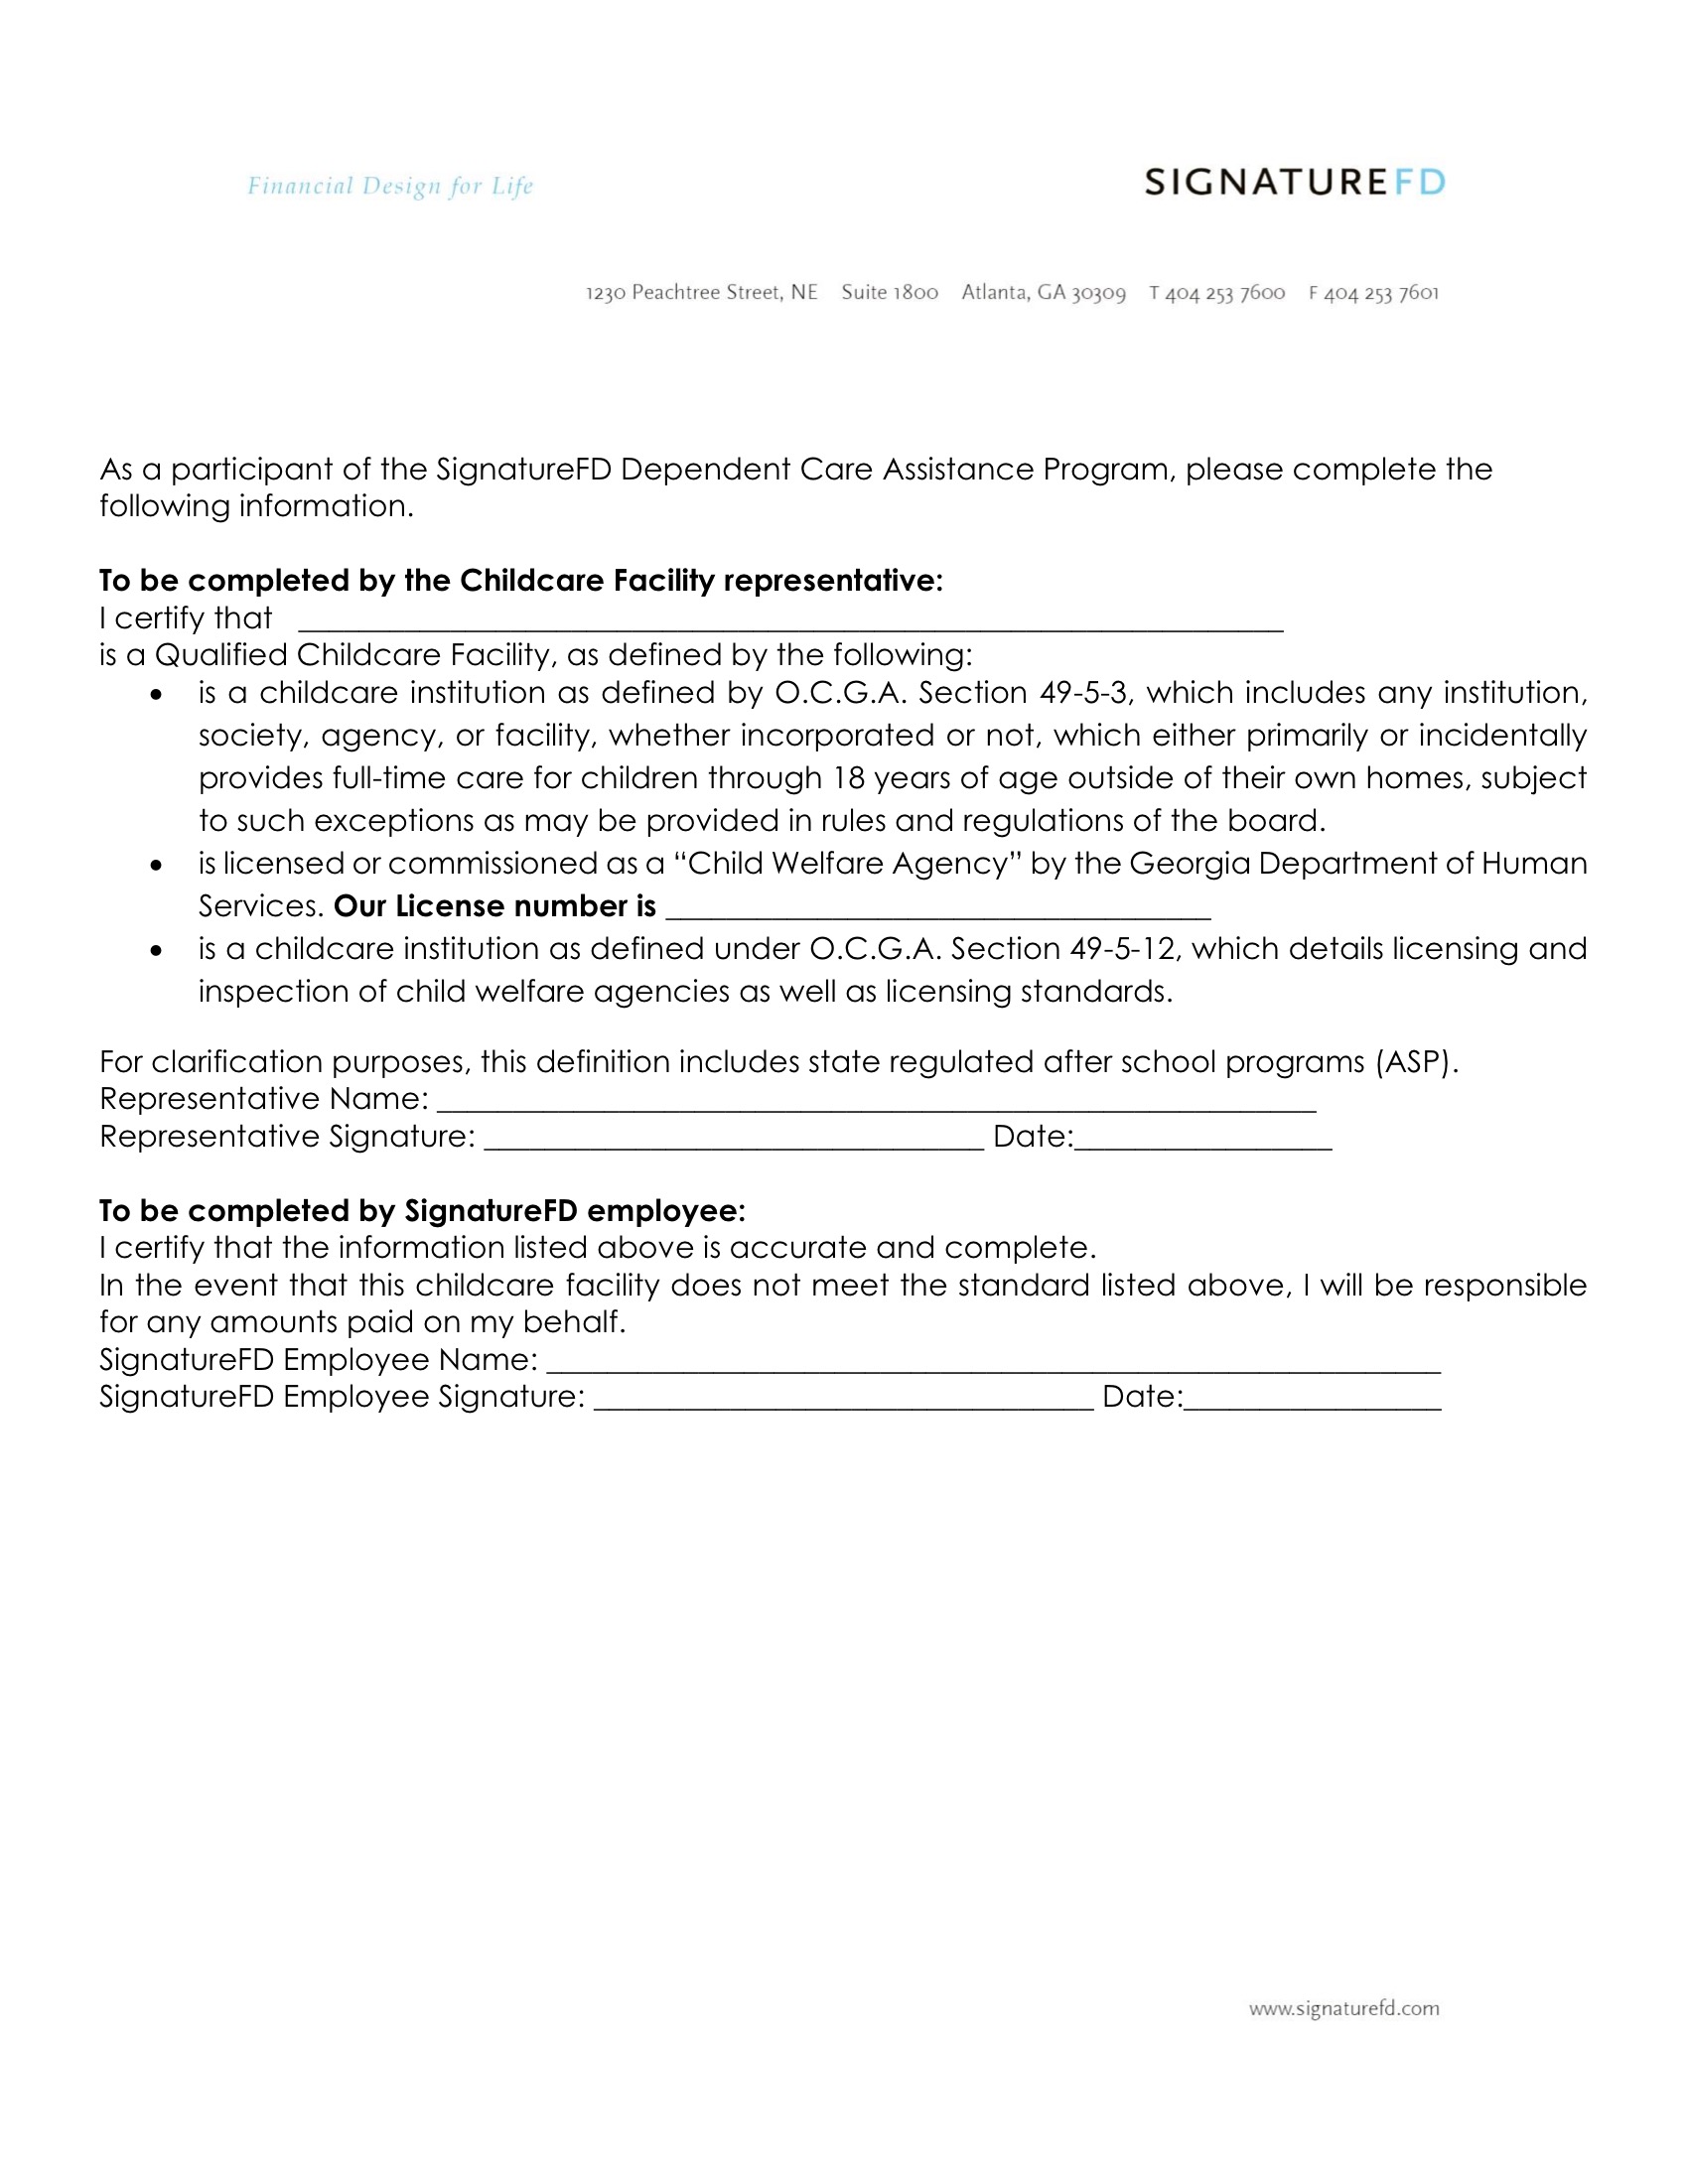 Financial Design for Life
SIGNATUREFD
1230 Peachtree Street, NE Suite 1800 Atlanta, GA 30309 T 404 253 7600 F 404 253 7601
As a participant of the SignatureFD Dependent Care Assistance Program, please complete the
following information.
To be completed by the Childcare Facility representative:
I certify that _______________________________________________________________
is a Qualified Childcare Facility, as defined by the following:
• is a childcare institution as defined by O.C.G.A. Section 49-5-3, which includes any institution,
society, agency, or facility, whether incorporated or not, which either primarily or incidentally
provides full-time care for children through 18 years of age outside of their own homes, subject
to such exceptions as may be provided in rules and regulations of the board.
• is licensed or commissioned as a “Child Welfare Agency” by the Georgia Department of Human
Services. Our License number is ___________________________________
• is a childcare institution as defined under O.C.G.A. Section 49-5-12, which details licensing and
inspection of child welfare agencies as well as licensing standards.
For clarification purposes, this definition includes state regulated after school programs (ASP).
Representative Name: ________________________________________________________
Representative Signature: ________________________________ Date:________________
To be completed by SignatureFD employee:
I certify that the information listed above is accurate and complete.
In the event that this childcare facility does not meet the standard listed above, I will be responsible
for any amounts paid on my behalf.
SignatureFD Employee Name: _________________________________________________________
SignatureFD Employee Signature: ________________________________ Date:________________
www.signaturefd.com